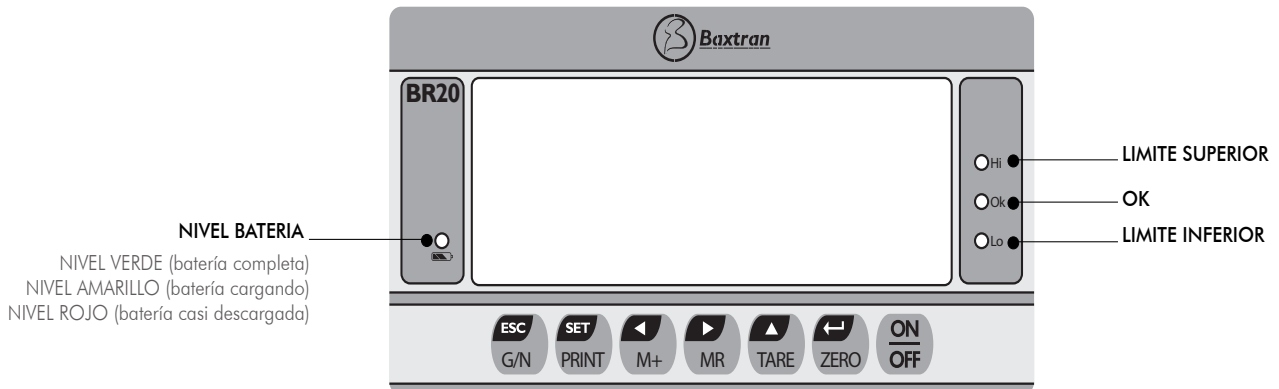 Baxtran
BR20
Hi
LIMITE SUPERIOR
Ok
OK
Lo
LIMITE INFERIOR
NIVEL BATERIA
NIVEL VERDE (batería completa)
NIVEL AMARILLO (batería cargando)
NIVEL ROJO (batería casi descargada)
ESC SET ON
G/N PRINT M+ MR TARE ZERO OFF